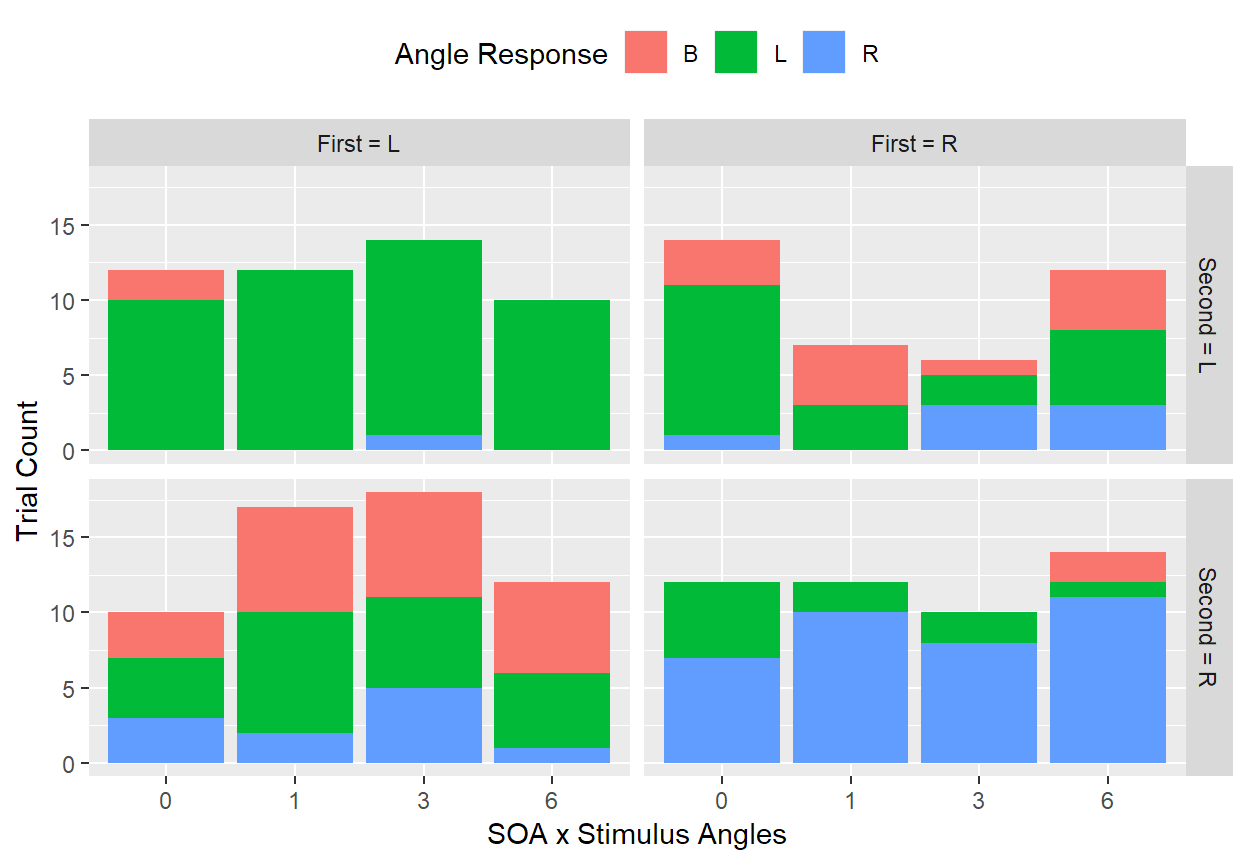 Angle Response B L R
First = L First = R
15
10
5
0
Second = L
15
10
5
0
Second = R
Trial Count
0 1 3 6 0 1 3 6
SOA x Stimulus Angles